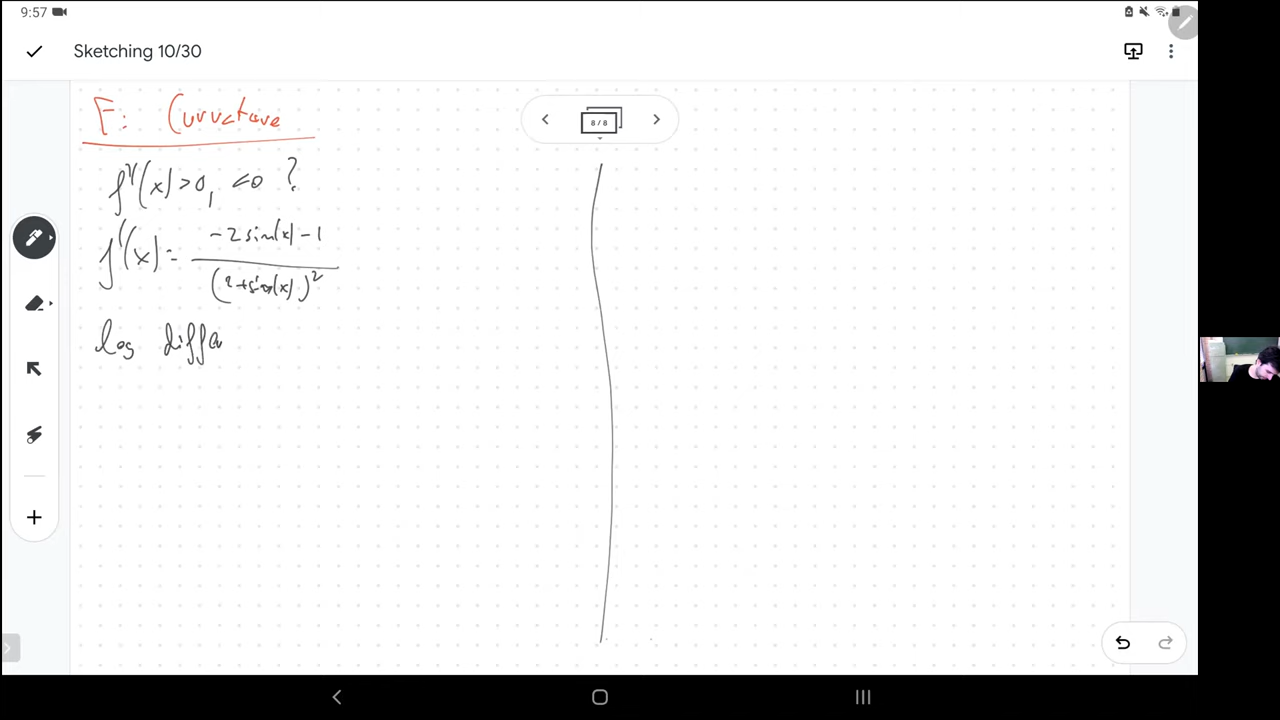 9:57
Sketching 10/30
8/8
F: Curvature
f''(x)>0, <0 ?
f'(x) = -2sin(x)-1 / (2+sin(x))^2
log diffe